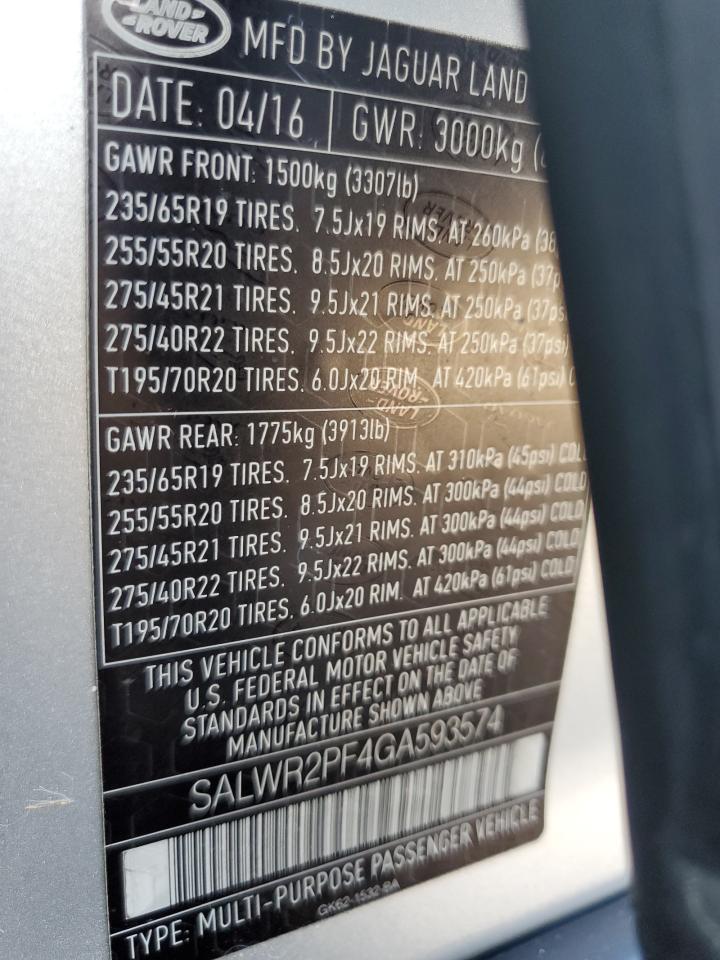 LAND ROVER
MFD BY JAGUAR LAND
DATE: 04/16 GWR: 3000kg (
GAWR FRONT: 1500kg (3307lb)
235/65R19 TIRES. 7.5Jx19 RIMS. AT 260kPa (38
255/55R20 TIRES. 8.5Jx20 RIMS. AT 250kPa (37p
275/45R21 TIRES. 9.5Jx21 RIMS. AT 250kPa (37psi
275/40R22 TIRES. 9.5Jx22 RIMS. AT 250kPa (37psi)
T195/70R20 TIRES. 6.0Jx20 RIM. AT 420kPa (61psi) C
GAWR REAR: 1775kg (3913lb)
235/65R19 TIRES. 7.5Jx19 RIMS. AT 310kPa (45psi) COL
255/55R20 TIRES. 8.5Jx20 RIMS. AT 300kPa (44psi) COLD
275/45R21 TIRES. 9.5Jx21 RIMS. AT 300kPa (44psi) COLD
275/40R22 TIRES. 9.5Jx22 RIMS. AT 300kPa (44psi) COLD
T195/70R20 TIRES. 6.0Jx20 RIM. AT 420kPa (61psi) COLD
THIS VEHICLE CONFORMS TO ALL APPLICABLE
U.S. FEDERAL MOTOR VEHICLE SAFETY
STANDARDS IN EFFECT ON THE DATE OF
MANUFACTURE SHOWN ABOVE
SALWR2PF4GA593574
TYPE: MULTI-PURPOSE PASSENGER VEHICLE
GK62-1532-BA